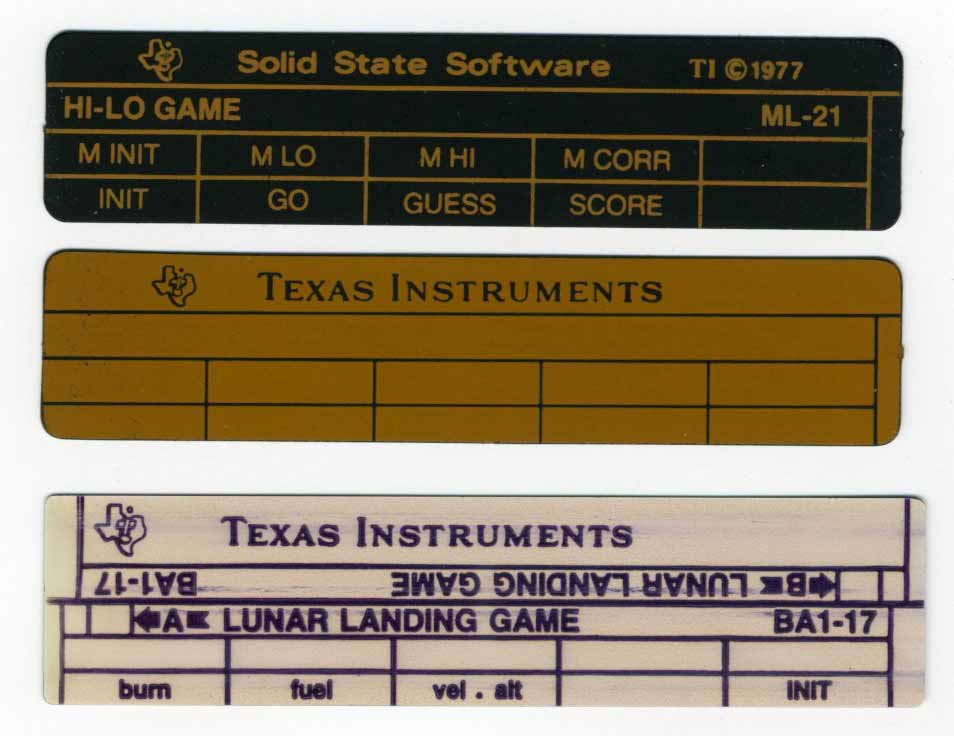 Solid State Software TI ©1977
HI-LO GAME ML-21
M INIT M LO M HI M CORR
INIT GO GUESS SCORE
TEXAS INSTRUMENTS
TEXAS INSTRUMENTS
B LUNAR LANDING GAME BA1-17
A LUNAR LANDING GAME BA1-17
burn fuel vel . alt INIT